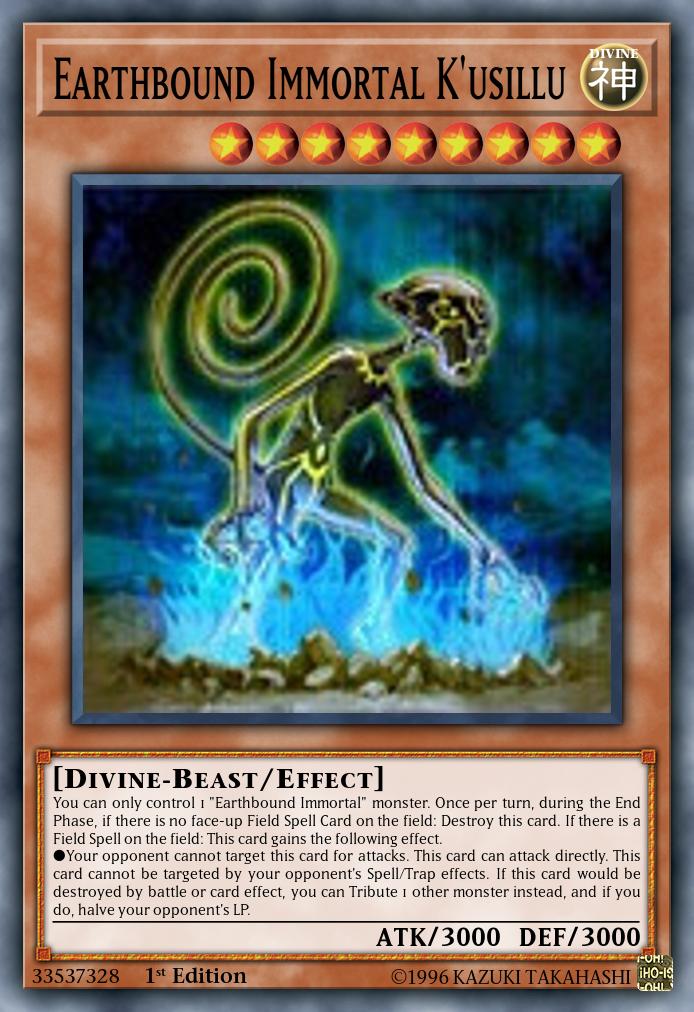 Earthbound Immortal K'usillu
DIVINE
神
[Divine-Beast/Effect]
You can only control 1 "Earthbound Immortal" monster. Once per turn, during the End
Phase, if there is no face-up Field Spell Card on the field: Destroy this card. If there is a
Field Spell on the field: This card gains the following effect.
●Your opponent cannot target this card for attacks. This card can attack directly. This
card cannot be targeted by your opponent's Spell/Trap effects. If this card would be
destroyed by battle or card effect, you can Tribute 1 other monster instead, and if you
do, halve your opponent's LP.
ATK/3000 DEF/3000
33537328 1st Edition ©1996 KAZUKI TAKAHASHI